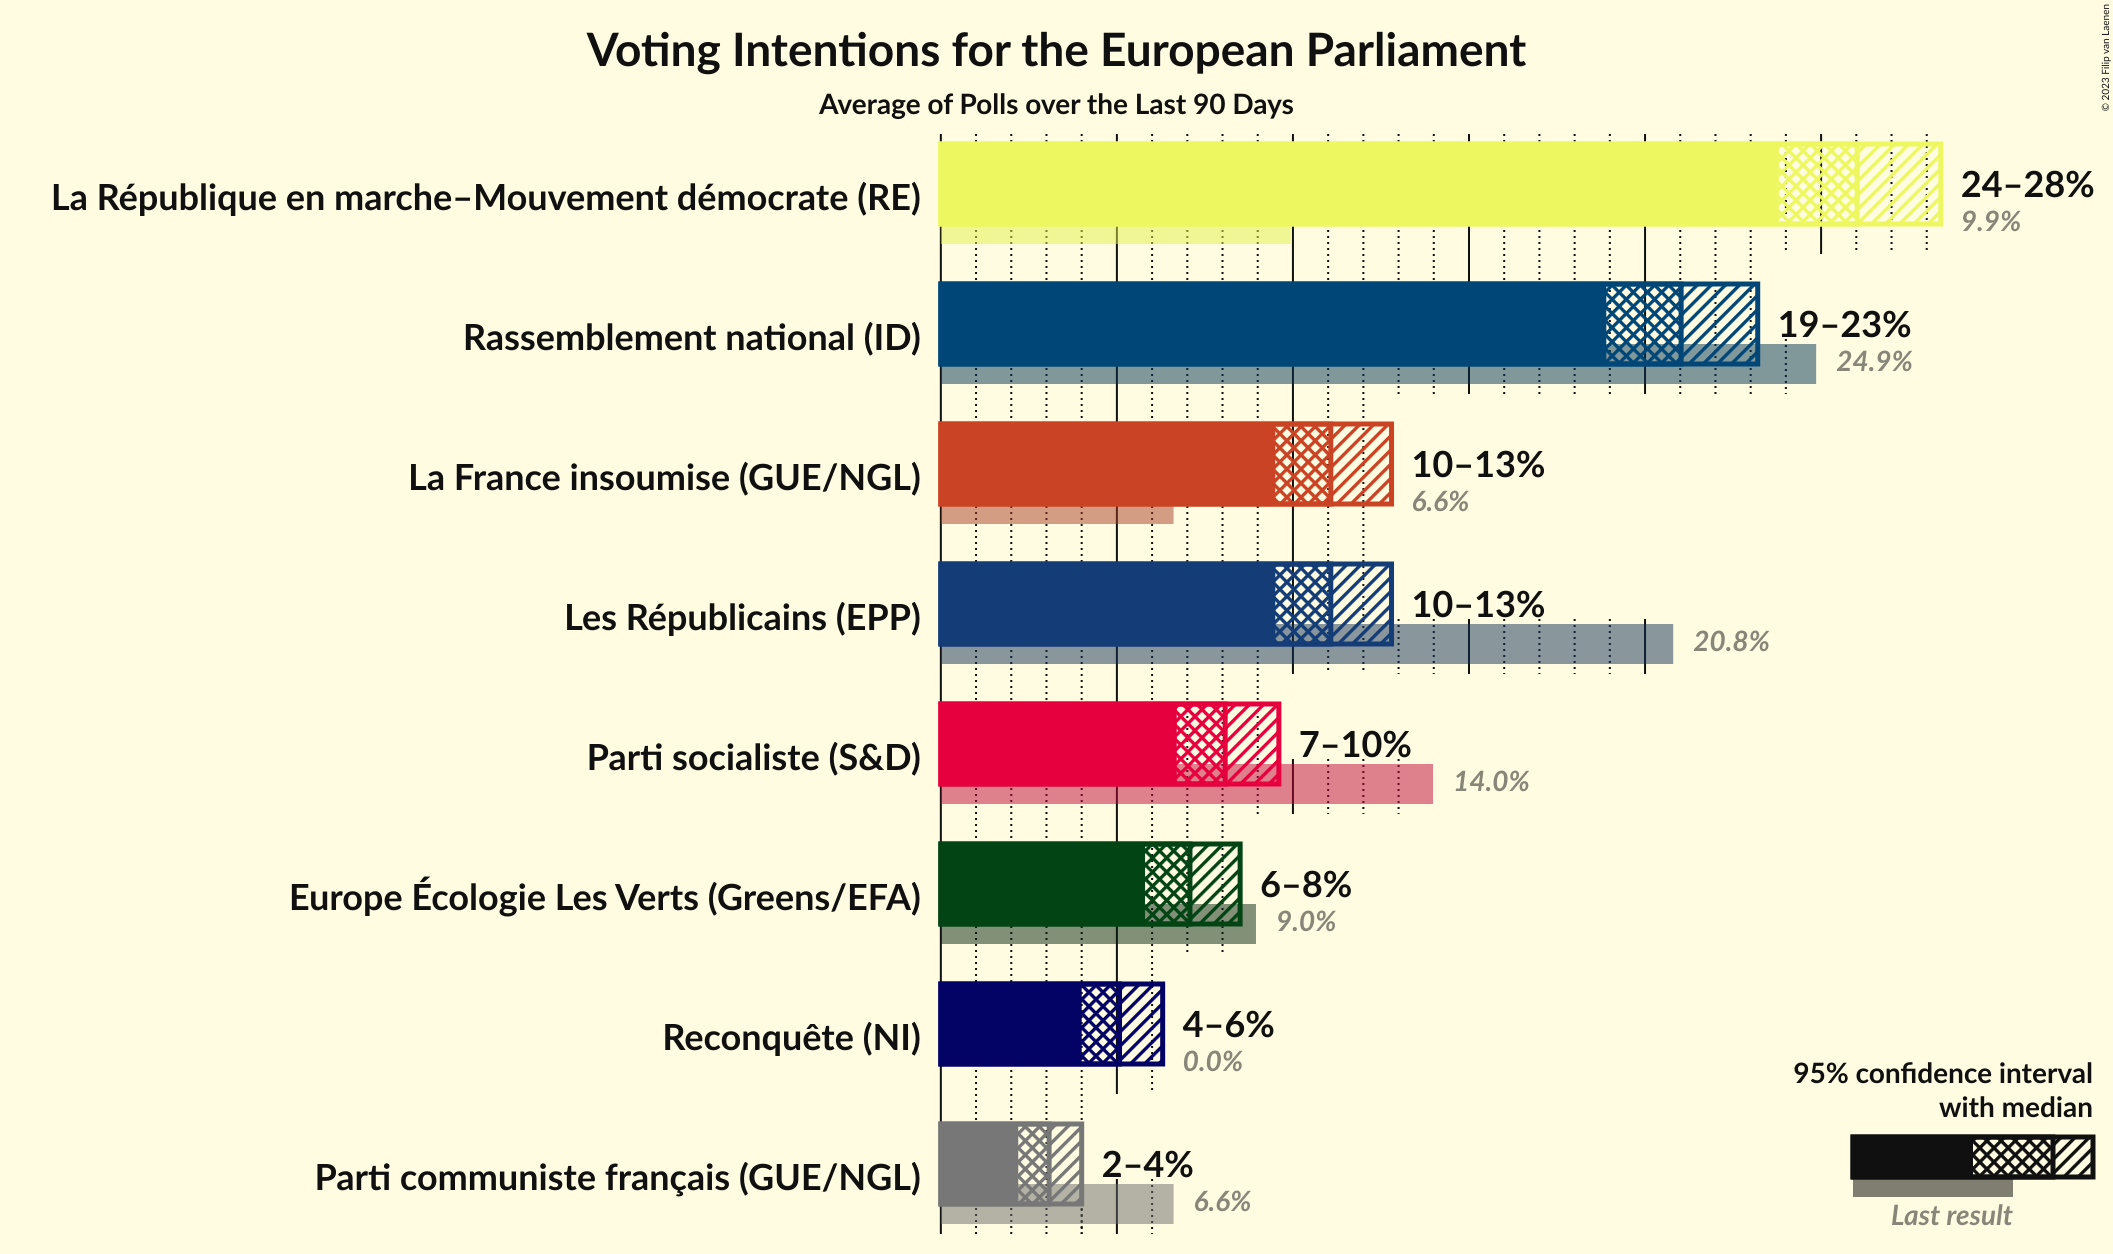 Voting Intentions for the European Parliament
Average of Polls over the Last 90 Days
© 2023 Filip van Laenen
La République en marche–Mouvement démocrate (RE)
24–28%
9.9%
Rassemblement national (ID)
19–23%
24.9%
La France insoumise (GUE/NGL)
10–13%
6.6%
Les Républicains (EPP)
10–13%
20.8%
Parti socialiste (S&D)
7–10%
14.0%
Europe Écologie Les Verts (Greens/EFA)
6–8%
9.0%
Reconquête (NI)
4–6%
0.0%
Parti communiste français (GUE/NGL)
2–4%
6.6%
95% confidence interval
with median
Last result